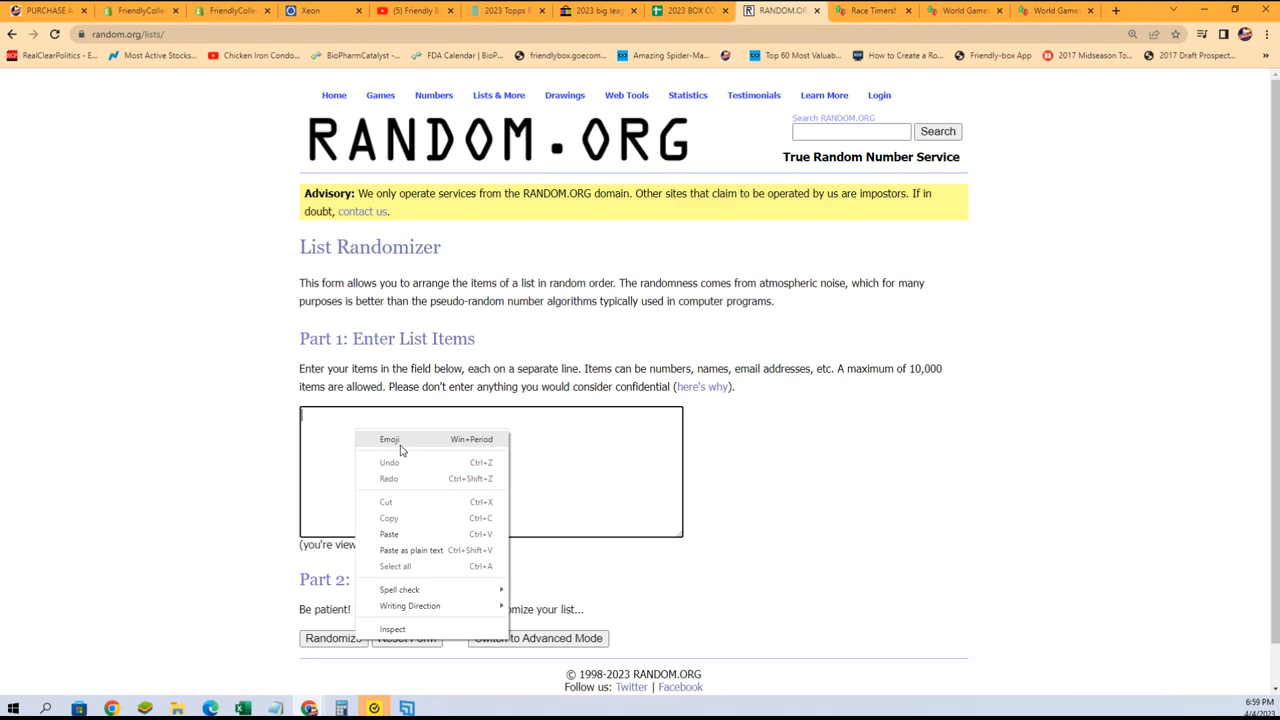 PURCHASE A
FriendlyColle
FriendlyColle
Xeon
(5) Friendly B
2023 Topps
2023 big leag
2023 BOX CO
RANDOM.OR
Race Timers!
World Games
World Games
random.org/lists/
RealClearPolitics - E...
Most Active Stocks...
Chicken Iron Condo...
BioPharmCatalyst -...
FDA Calendar | BioP...
friendlybox.goecom...
Amazing Spider-Ma...
Top 60 Most Valuab...
How to Create a Ro...
Friendly-box App
2017 Midseason To...
2017 Draft Prospect...
Home
Games
Numbers
Lists & More
Drawings
Web Tools
Statistics
Testimonials
Learn More
Login
RANDOM.ORG
Search RANDOM.ORG
Search
True Random Number Service
Advisory: We only operate services from the RANDOM.ORG domain. Other sites that claim to be operated by us are impostors. If in
doubt, contact us.
List Randomizer
This form allows you to arrange the items of a list in random order. The randomness comes from atmospheric noise, which for many
purposes is better than the pseudo-random number algorithms typically used in computer programs.
Part 1: Enter List Items
Enter your items in the field below, each on a separate line. Items can be numbers, names, email addresses, etc. A maximum of 10,000
items are allowed. Please don't enter anything you would consider confidential (here's why).
Emoji Win+Period
Undo Ctrl+Z
Redo Ctrl+Shift+Z
Cut Ctrl+X
Copy Ctrl+C
Paste Ctrl+V
Paste as plain text Ctrl+Shift+V
Select all Ctrl+A
Spell check
Writing Direction
Inspect
(you're view
Part 2:
Be patient! omize your list...
Randomize Reset Form Switch to Advanced Mode
© 1998-2023 RANDOM.ORG
Follow us: Twitter | Facebook
6:59 PM
4/4/2023